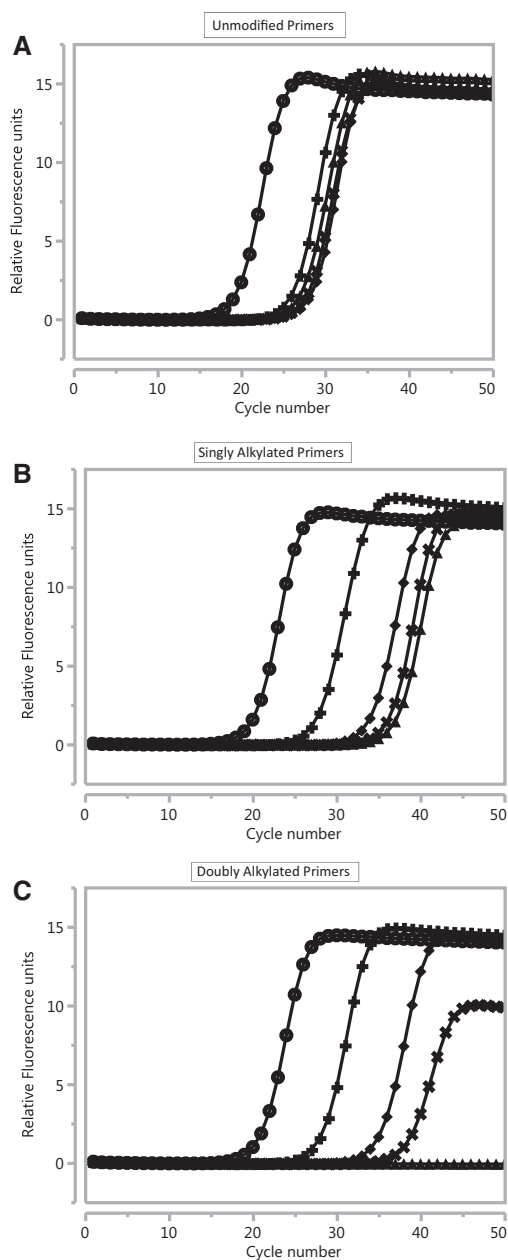 Unmodified Primers
A
Relative Fluorescence units
15
10
5
0
0 10 20 30 40 50
Cycle number
Singly Alkylated Primers
B
Relative Fluorescence units
15
10
5
0
0 10 20 30 40 50
Cycle number
Doubly Alkylated Primers
C
Relative Fluorescence units
15
10
5
0
0 10 20 30 40 50
Cycle number